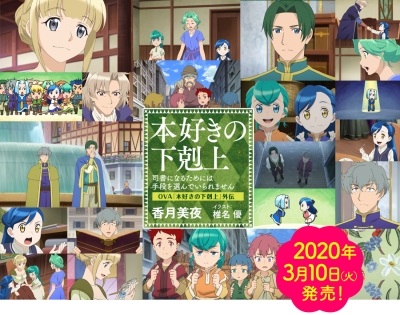 本好きの
下剋上
司書になるためには
手段を選んでいられません
OVA「本好きの下剋上」外伝
香月美夜
イラスト
椎名 優
2020年
3月10日(火)
発売！